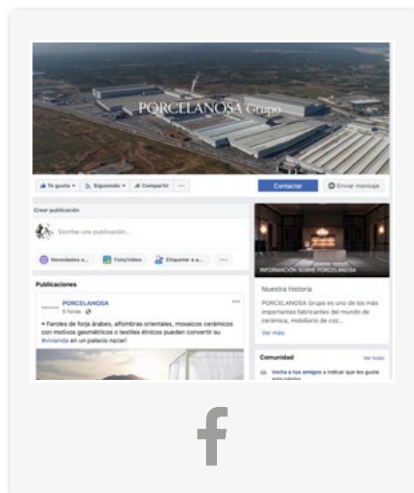 PORCELANOSA Grupo
Te gusta
Siguiendo
Compartir
Contactar
Enviar mensaje
Crear publicación
Escribe una publicación...
Novedades e...
Foto/vídeo
Etiquetar a a...
INFORMACIÓN SOBRE PORCELANOSA
Nuestra historia
PORCELANOSA Grupo es uno de los más
importantes fabricantes del mundo de
cerámica, mobiliario de coc...
Ver más
Publicaciones
PORCELANOSA
5 horas
Faroles de forja árabes, alfombras orientales, mosaicos cerámicos
con motivos geométricos o textiles étnicos pueden convertir su
#vivienda en un palacio nazarí
Comunidad
Ver todo
Invita a tus amigos a indicar que les gusta
esta página